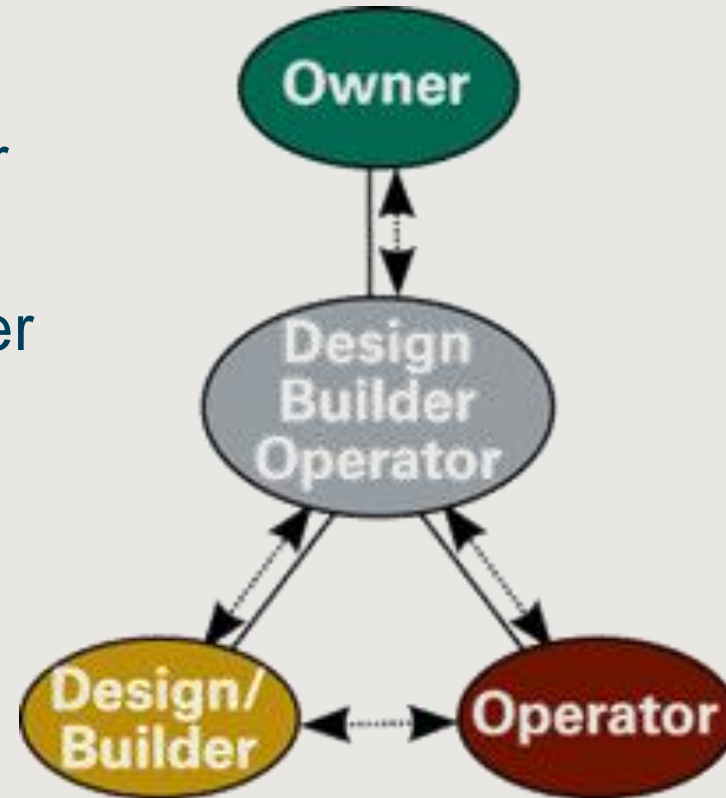 Owner
Design
Builder
Operator
Design/
Builder
Operator